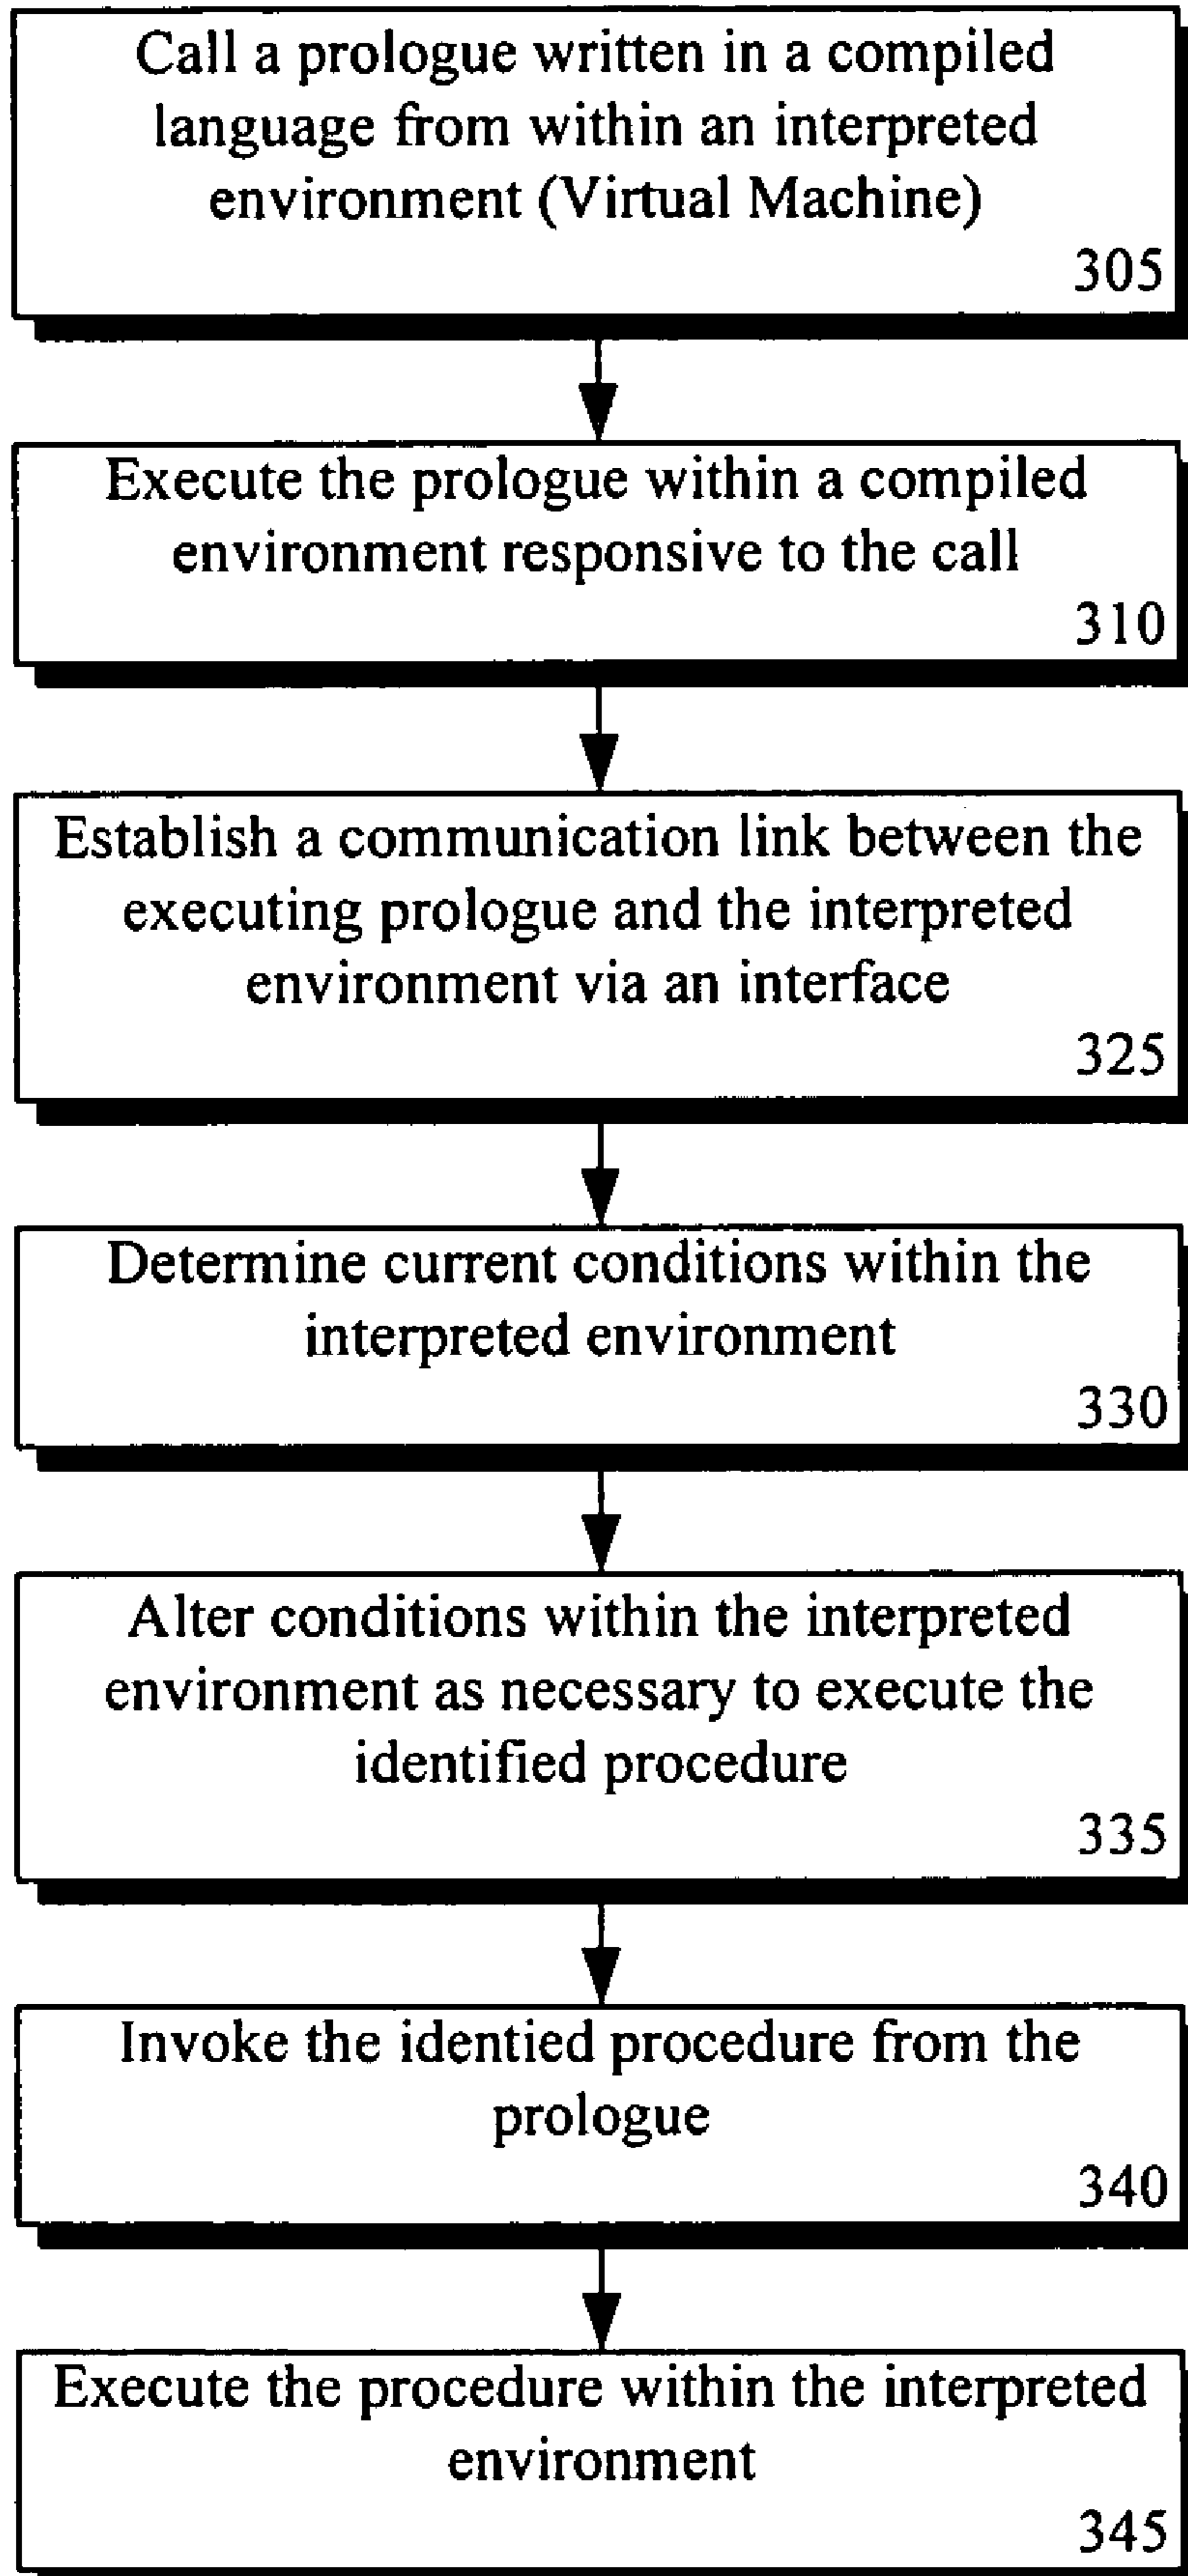 Call a prologue written in a compiled
language from within an interpreted
environment (Virtual Machine)
305
Execute the prologue within a compiled
environment responsive to the call
310
Establish a communication link between the
executing prologue and the interpreted
environment via an interface
325
Determine current conditions within the
interpreted environment
330
Alter conditions within the interpreted
environment as necessary to execute the
identified procedure
335
Invoke the identied procedure from the
prologue
340
Execute the procedure within the interpreted
environment
345